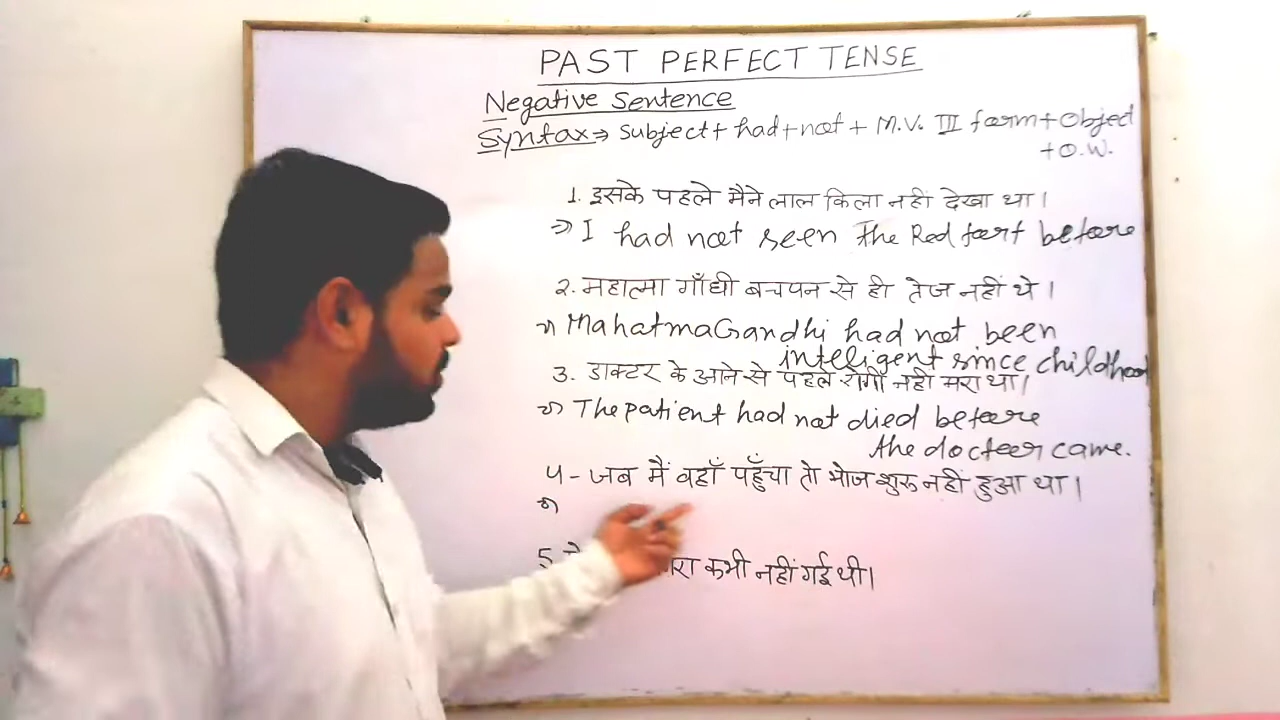 PAST PERFECT TENSE
Negative Sentence
Syntax⇒ Subject + had + not + M.V. III form + Object
+ O.W.
1. इसके पहले मैने लाल किला नहीं देखा था।
⇒ I had not seen the Red fort before
२. महात्मा गाँधी बचपन से ही तेज नहीं थे।
⇒ Mahatma Gandhi had not been
intelligent since childhood
3. डाक्टर के आने से पहले रोगी नहीं मरा था।
⇒ The patient had not died before
the docteer came.
4 - जब मैं वहाँ पहुँचा तो भोज शुरू नहीं हुआ था।
⇒
5 कभी नहीं गई थी।